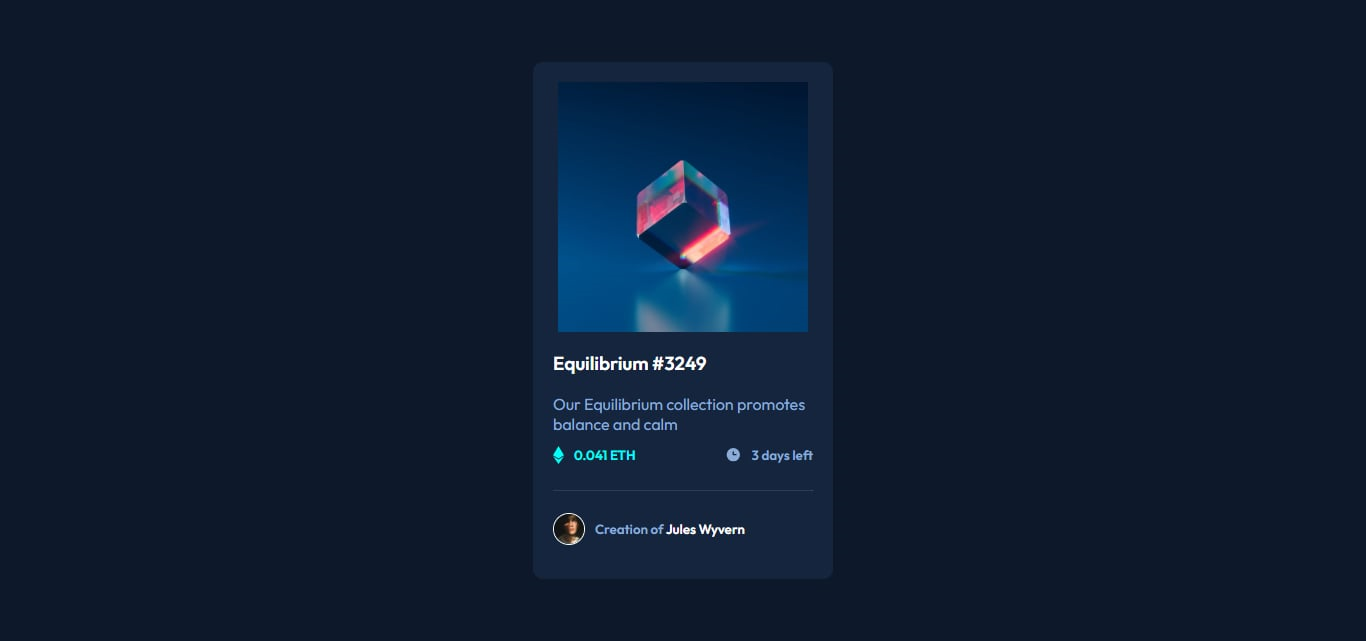 Equilibrium #3249
Our Equilibrium collection promotes
balance and calm
0.041 ETH 3 days left
Creation of Jules Wyvern